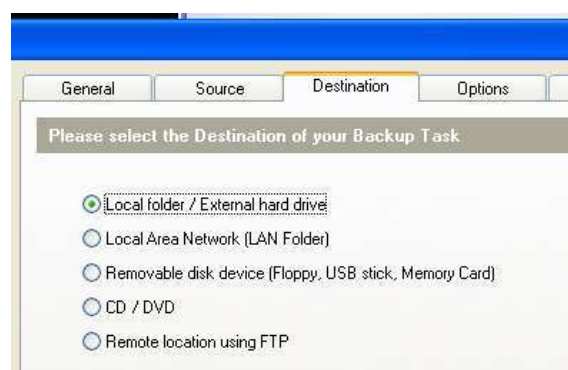 General Source Destination Options
Please select the Destination of your Backup Task
Local folder / External hard drive
Local Area Network (LAN Folder)
Removable disk device (Floppy, USB stick, Memory Card)
CD / DVD
Remote location using FTP